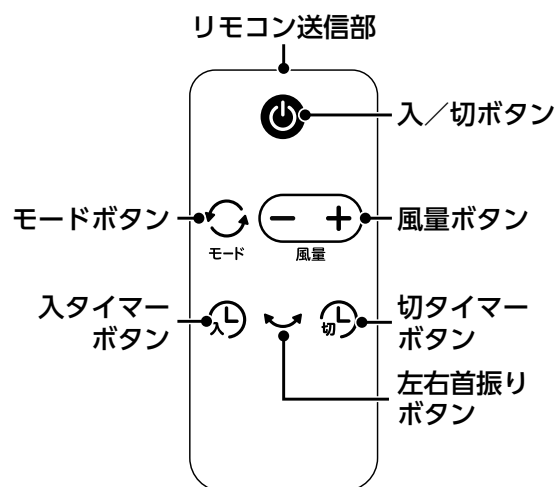 リモコン送信部
入／切ボタン
モードボタン
風量ボタン
モード
風量
入タイマー
ボタン
入
切
切タイマー
ボタン
左右首振り
ボタン